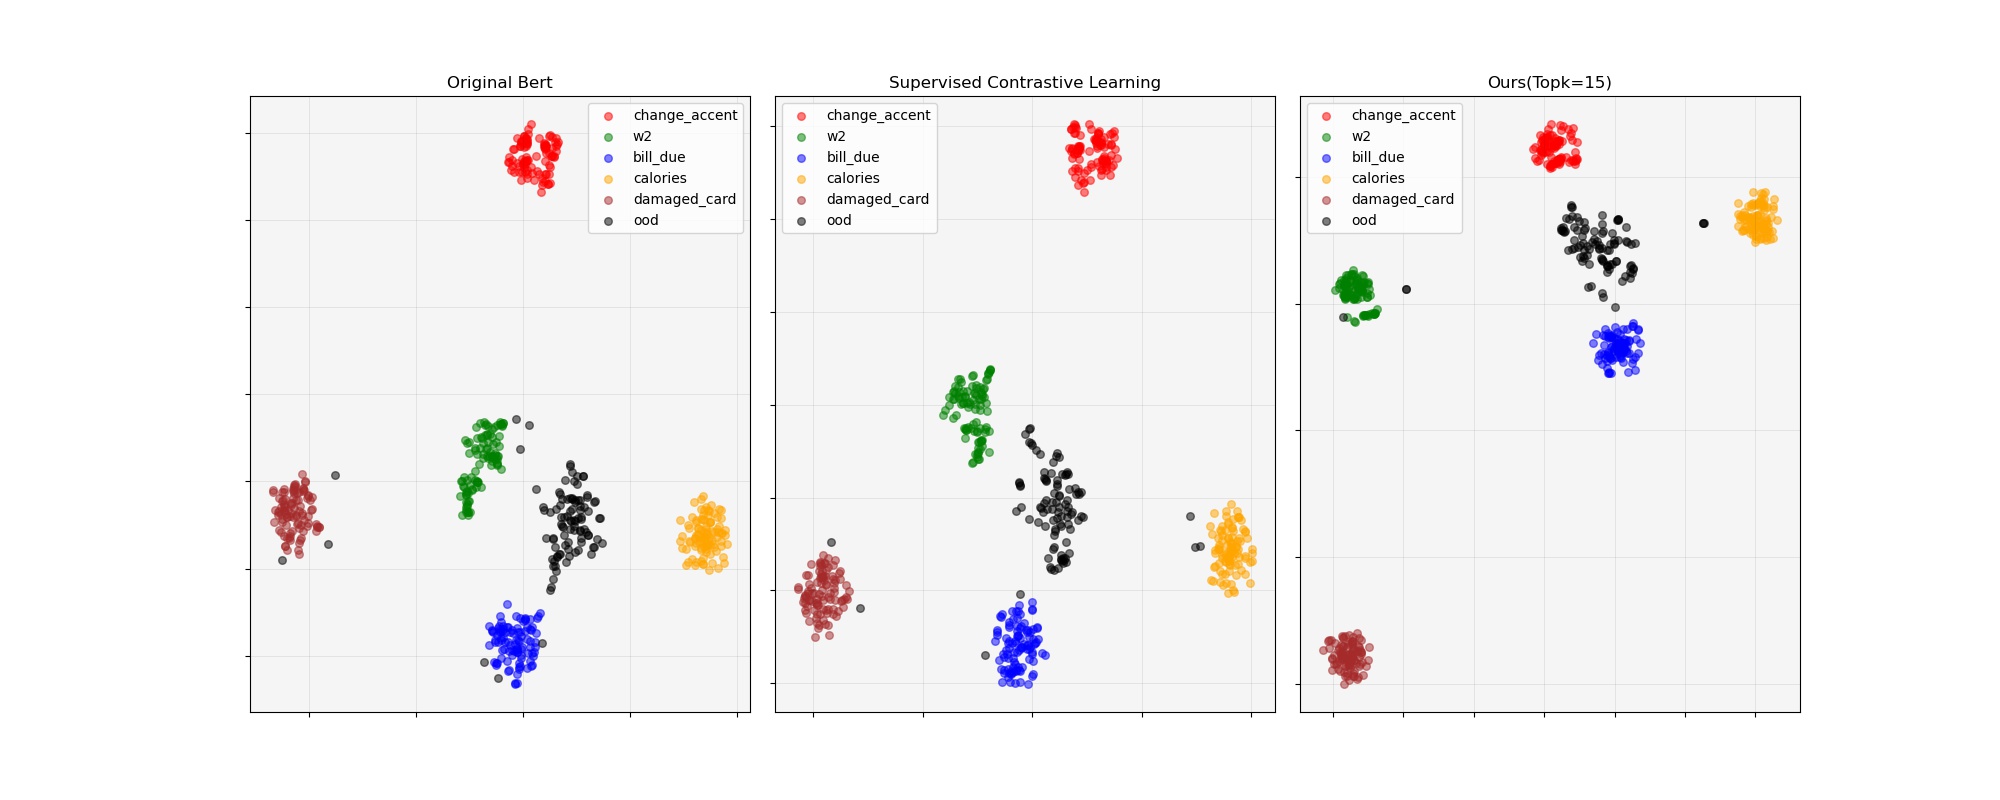 Original Bert
change_accent
w2
bill_due
calories
damaged_card
ood
Supervised Contrastive Learning
change_accent
w2
bill_due
calories
damaged_card
ood
Ours(Topk=15)
change_accent
w2
bill_due
calories
damaged_card
ood